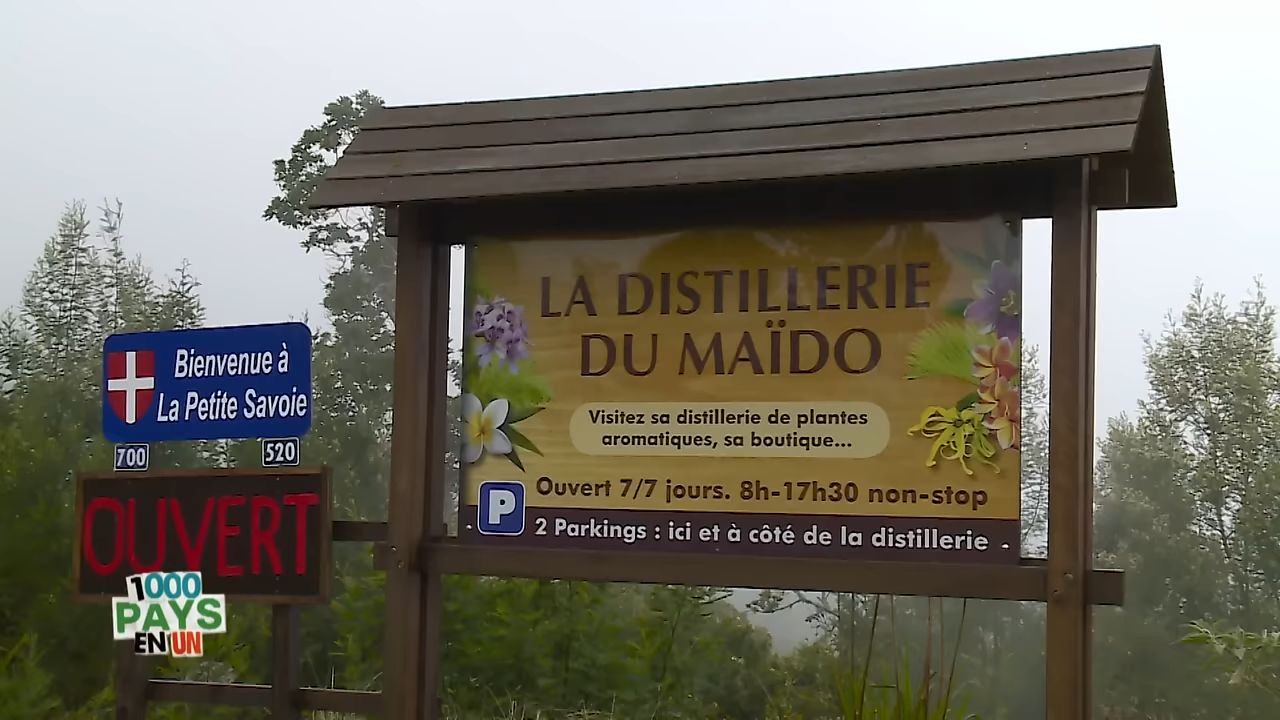 Bienvenue à
La Petite Savoie
700
520
OUVERT
1000
PAYS
EN UN
LA DISTILLERIE
DU MAÏDO
Visitez sa distillerie de plantes
aromatiques, sa boutique...
P
Ouvert 7/7 jours. 8h-17h30 non-stop
- 2 Parkings : ici et à côté de la distillerie -